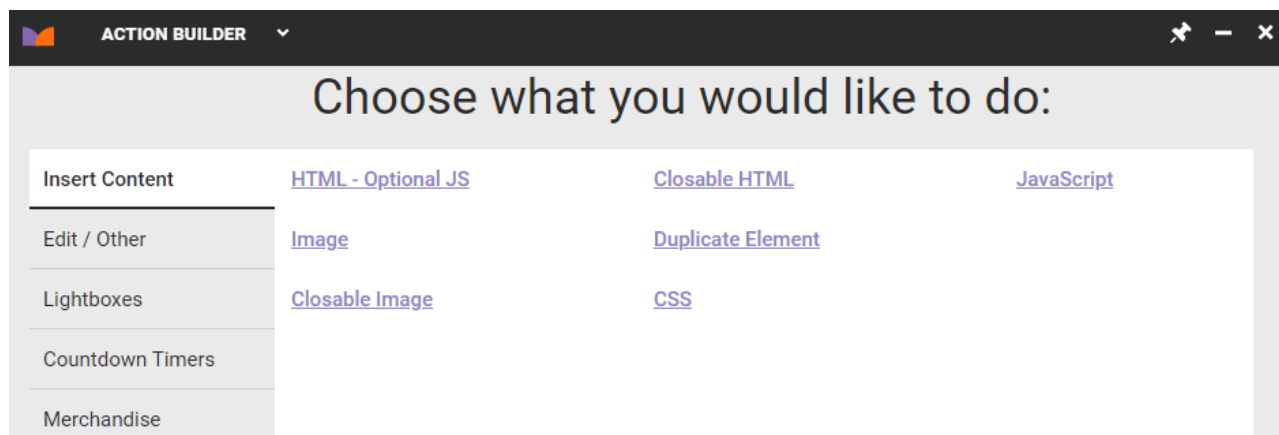 ACTION BUILDER
Choose what you would like to do:
Insert Content
HTML - Optional JS
Closable HTML
JavaScript
Edit / Other
Image
Duplicate Element
Lightboxes
Closable Image
CSS
Countdown Timers
Merchandise